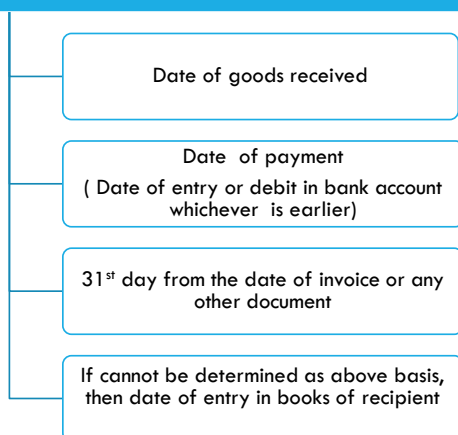 Date of goods received
Date of payment
( Date of entry or debit in bank account
whichever is earlier)
31st day from the date of invoice or any
other document
If cannot be determined as above basis,
then date of entry in books of recipient